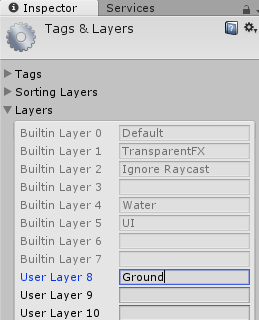 Inspector Services
Tags & Layers
Tags
Sorting Layers
Layers
Builtin Layer 0 Default
Builtin Layer 1 TransparentFX
Builtin Layer 2 Ignore Raycast
Builtin Layer 3
Builtin Layer 4 Water
Builtin Layer 5 UI
Builtin Layer 6
Builtin Layer 7
User Layer 8 Ground
User Layer 9
User Layer 10